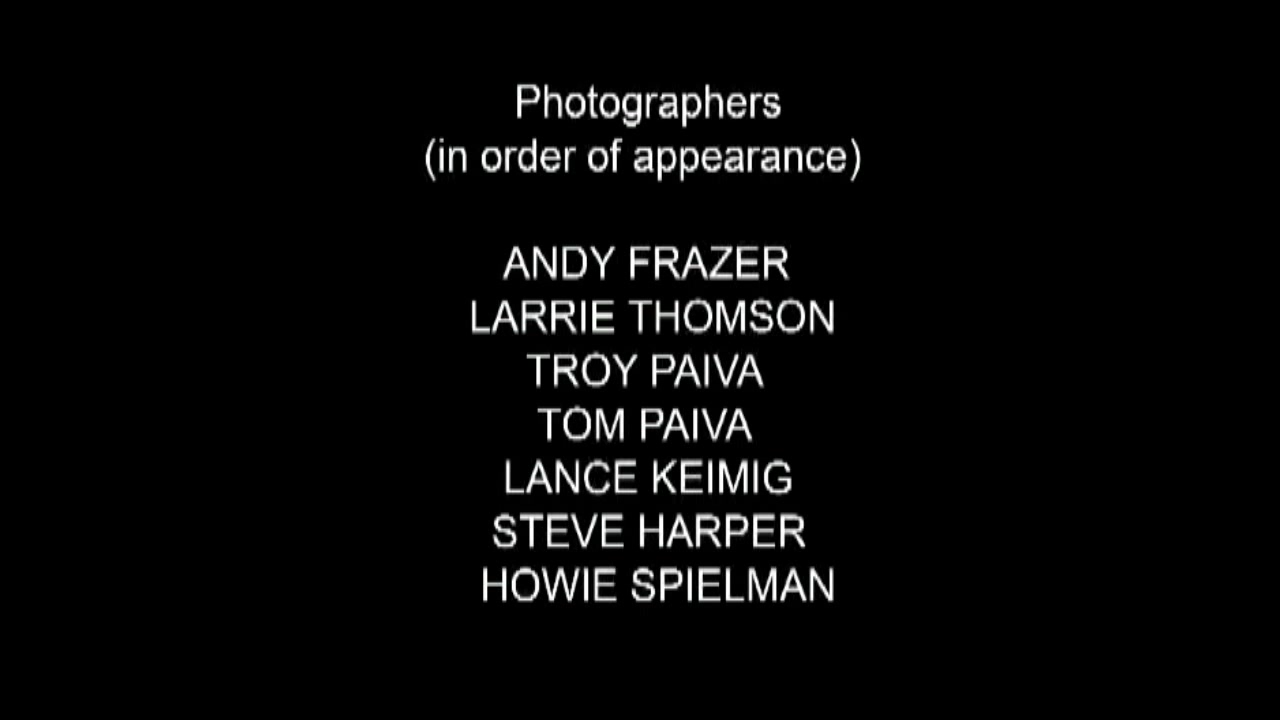 Photographers
(in order of appearance)
ANDY FRAZER
LARRIE THOMSON
TROY PAIVA
TOM PAIVA
LANCE KEIMIG
STEVE HARPER
HOWIE SPIELMAN